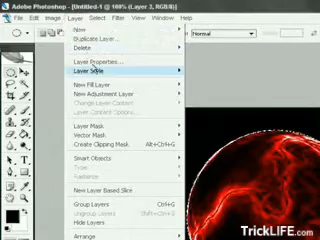 Adobe Photoshop - [Untitled-1 @ 100% (Layer 2, RGB/8)]
File Edit Image Layer Select Filter View Window Help
New
Duplicate Layer...
Delete
Layer Properties...
Layer Style
Normal
New Fill Layer
New Adjustment Layer
Change Layer Content
Layer Content Options...
Layer Mask
Vector Mask
Create Clipping Mask Alt+Ctrl+G
Smart Objects
Type
Rasterize
New Layer Based Slice
Group Layers Ctrl+G
Ungroup Layers Shift+Ctrl+G
Hide Layers
Arrange
TrickLIFE.com